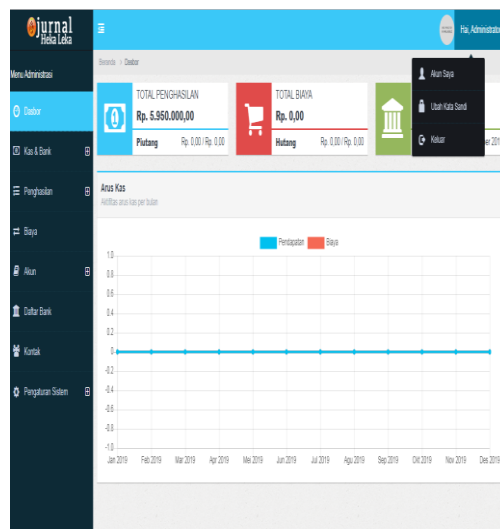 jurnal
Heka Leka
Hai, Administrator
Menu Administrasi
Beranda > Dasbor
Akun Saya
Ubah Kata Sandi
Keluar
Dasbor
Kas & Bank
Penghasilan
Biaya
Akun
Daftar Bank
Kontak
Pengaturan Sistem
TOTAL PENGHASILAN
Rp. 5.950.000,00
Piutang Rp. 0,00 / Rp. 0,00
TOTAL BIAYA
Rp. 0,00
Hutang Rp. 0,00 / Rp. 0,00
Arus Kas
Aktifitas arus kas per bulan
Pendapatan Biaya
1.0
0.8
0.6
0.4
0.2
0
-0.2
-0.4
-0.6
-0.8
-1.0
Jan 2019 Feb 2019 Mar 2019 Apr 2019 Mei 2019 Jun 2019 Jul 2019 Agu 2019 Sep 2019 Okt 2019 Nov 2019 Des 2019